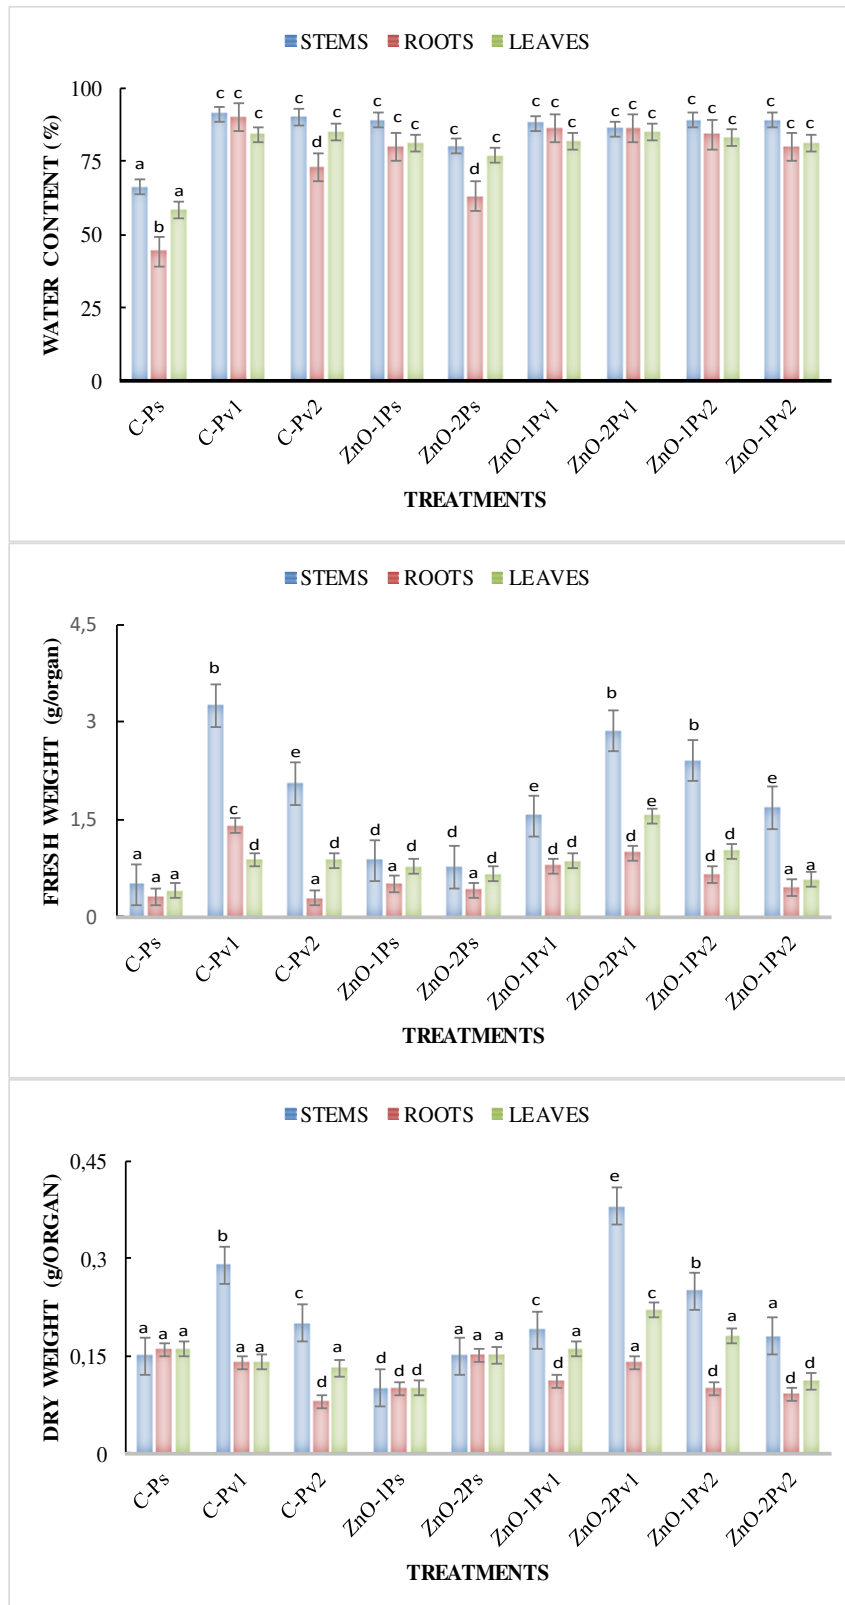 STEMS ROOTS LEAVES
WATER CONTENT (%)
100
75
50
25
0
a b a
c c c
c d c
c c c
c d c
c c c
c c c
c c c
c c c
C-Ps C-Pv1 C-Pv2 ZnO-1Ps ZnO-2Ps ZnO-1Pv1 ZnO-2Pv1 ZnO-1Pv2 ZnO-1Pv2
TREATMENTS
STEMS ROOTS LEAVES
FRESH WEIGHT (g/organ)
4,5
3
1,5
0
a a a
b c d
e a d
d a d
d a d
e d d
b d e
b d d
e a a
C-Ps C-Pv1 C-Pv2 ZnO-1Ps ZnO-2Ps ZnO-1Pv1 ZnO-2Pv1 ZnO-1Pv2 ZnO-1Pv2
TREATMENTS
STEMS ROOTS LEAVES
DRY WEIGHT (g/ORGAN)
0,45
0,3
0,15
0
a a a
b a a
c d a
d d d
a a a
c d a
e a c
b d a
a d d
C-Ps C-Pv1 C-Pv2 ZnO-1Ps ZnO-2Ps ZnO-1Pv1 ZnO-2Pv1 ZnO-1Pv2 ZnO-2Pv2
TREATMENTS